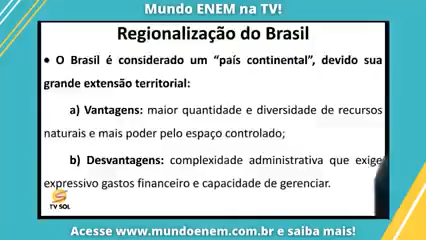 Mundo ENEM na TV!
Regionalização do Brasil
• O Brasil é considerado um “país continental”, devido sua
grande extensão territorial:
a) Vantagens: maior quantidade e diversidade de recursos
naturais e mais poder pelo espaço controlado;
b) Desvantagens: complexidade administrativa que exige
expressivo gastos financeiro e capacidade de gerenciar.
TV SOL
Acesse www.mundoenem.com.br e saiba mais!